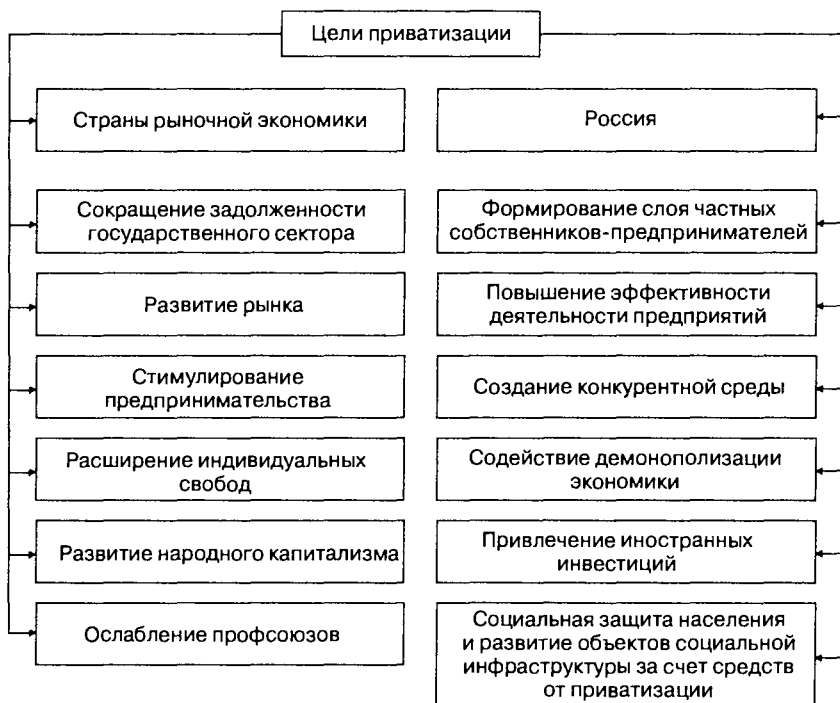 Цели приватизации
Страны рыночной экономики
Сокращение задолженности
государственного сектора
Развитие рынка
Стимулирование
предпринимательства
Расширение индивидуальных
свобод
Развитие народного капитализма
Ослабление профсоюзов
Россия
Формирование слоя частных
собственников-предпринимателей
Повышение эффективности
деятельности предприятий
Создание конкурентной среды
Содействие демонополизации
экономики
Привлечение иностранных
инвестиций
Социальная защита населения
и развитие объектов социальной
инфраструктуры за счет средств
от приватизации